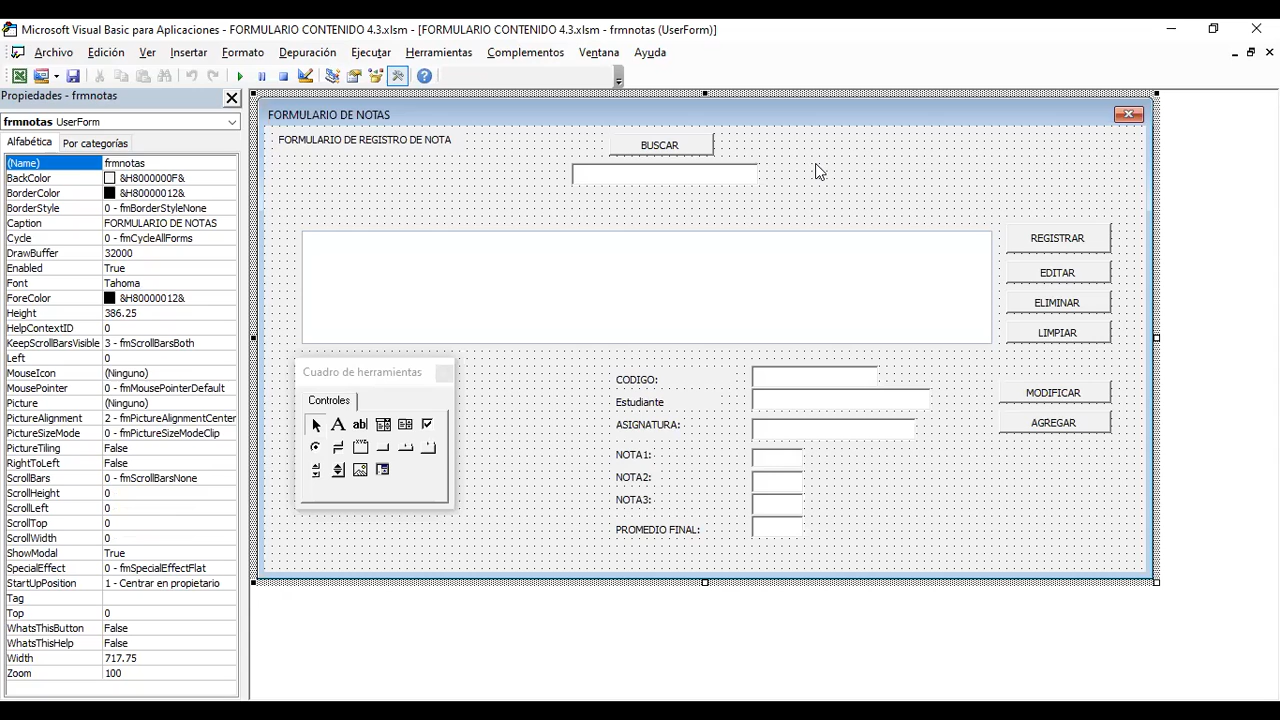 Microsoft Visual Basic para Aplicaciones - FORMULARIO CONTENIDO 4.3.xlsm - [FORMULARIO CONTENIDO 4.3.xlsm - frmnotas (UserForm)]
Archivo Edición Ver Insertar Formato Depuración Ejecutar Herramientas Complementos Ventana Ayuda
Propiedades - frmnotas
frmnotas UserForm
Alfabética Por categorías
(Name) frmnotas
BackColor &H8000000F&
BorderColor &H80000012&
BorderStyle 0 - fmBorderStyleNone
Caption FORMULARIO DE NOTAS
Cycle 0 - fmCycleAllForms
DrawBuffer 32000
Enabled True
Font Tahoma
ForeColor &H80000012&
Height 386.25
HelpContextID 0
KeepScrollBarsVisible 3 - fmScrollBarsBoth
Left 0
MouseIcon (Ninguno)
MousePointer 0 - fmMousePointerDefault
Picture (Ninguno)
PictureAlignment 2 - fmPictureAlignmentCenter
PictureSizeMode 0 - fmPictureSizeModeClip
PictureTiling False
RightToLeft False
ScrollBars 0 - fmScrollBarsNone
ScrollHeight 0
ScrollLeft 0
ScrollTop 0
ScrollWidth 0
ShowModal True
SpecialEffect 0 - fmSpecialEffectFlat
StartUpPosition 1 - Centrar en propietario
Tag
Top 0
WhatsThisButton False
WhatsThisHelp False
Width 717.75
Zoom 100
FORMULARIO DE NOTAS
FORMULARIO DE REGISTRO DE NOTA
BUSCAR
REGISTRAR
EDITAR
ELIMINAR
LIMPIAR
Cuadro de herramientas
Controles
A ab|
CODIGO:
Estudiante
ASIGNATURA:
NOTA1:
NOTA2:
NOTA3:
PROMEDIO FINAL:
MODIFICAR
AGREGAR